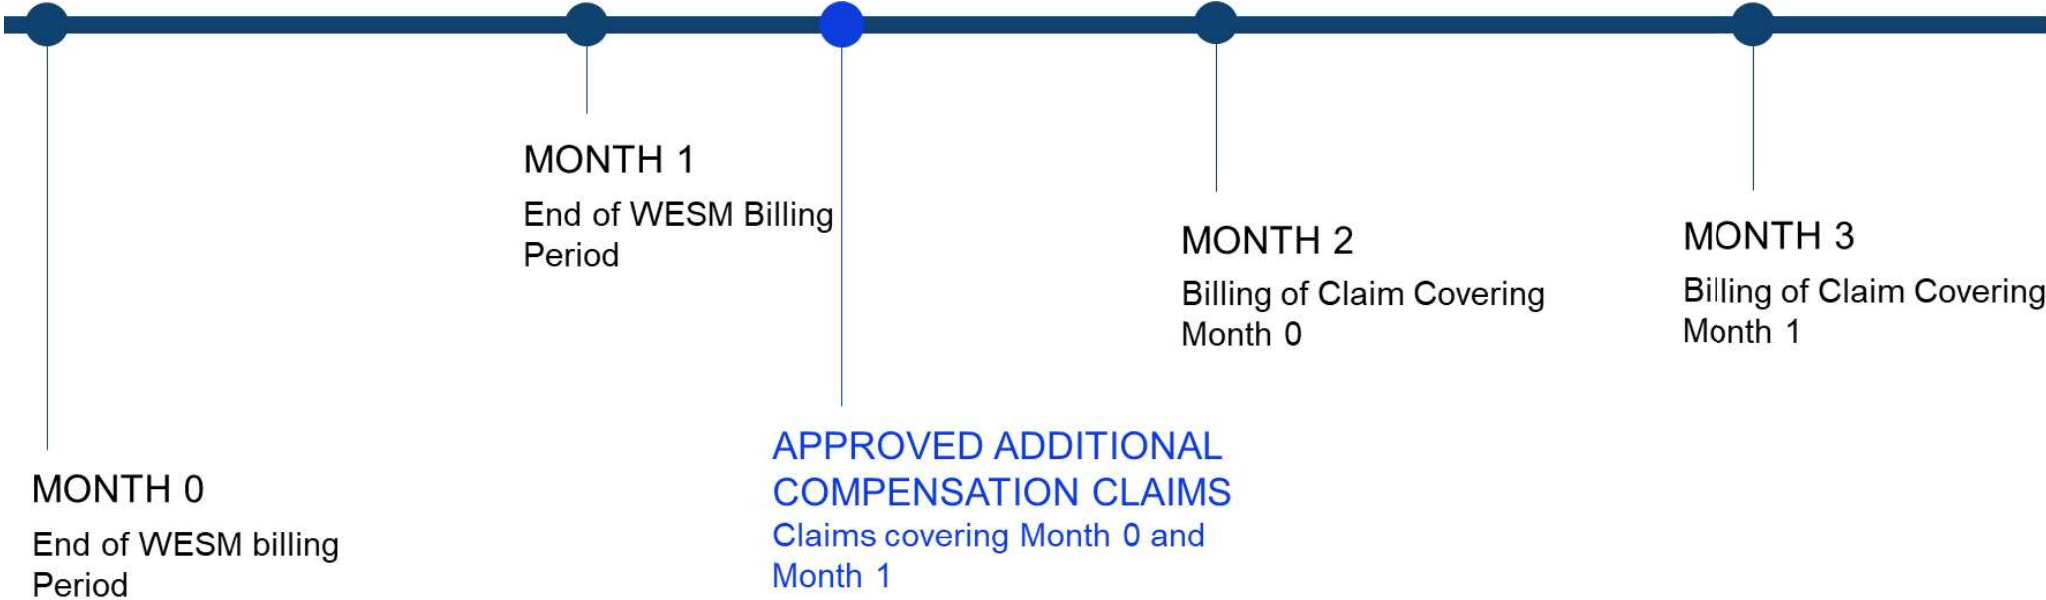 MONTH 0
End of WESM billing
Period
MONTH 1
End of WESM Billing
Period
APPROVED ADDITIONAL
COMPENSATION CLAIMS
Claims covering Month 0 and
Month 1
MONTH 2
Billing of Claim Covering
Month 0
MONTH 3
Billing of Claim Covering
Month 1